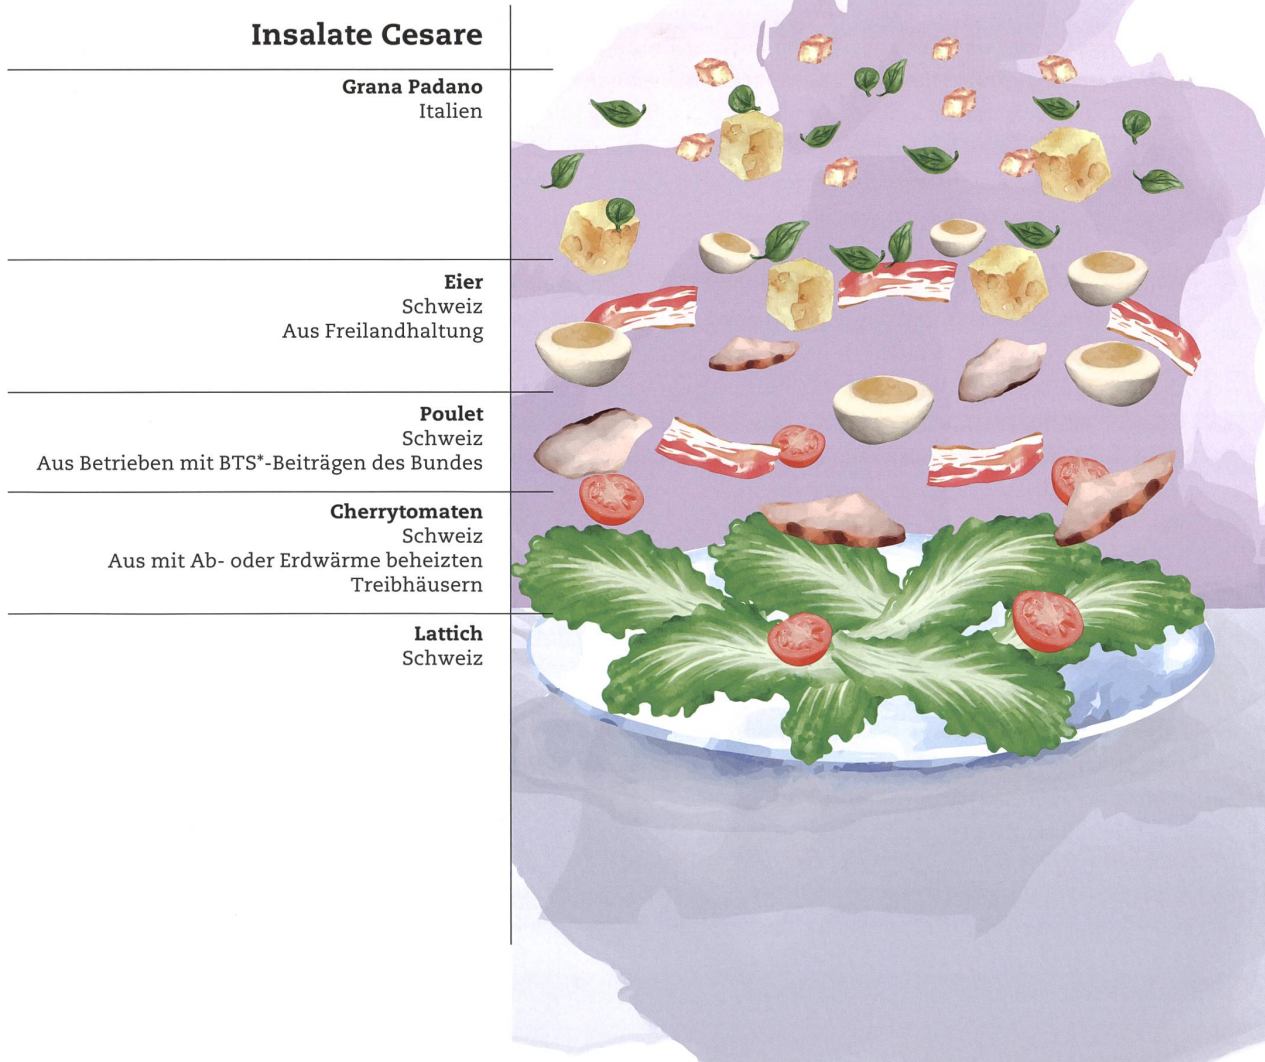 Insalate Cesare
Grana Padano
Italien
Eier
Schweiz
Aus Freilandhaltung
Poulet
Schweiz
Aus Betrieben mit BTS*-Beiträgen des Bundes
Cherrytomaten
Schweiz
Aus mit Ab- oder Erdwärme beheizten
Treibhäusern
Lattich
Schweiz